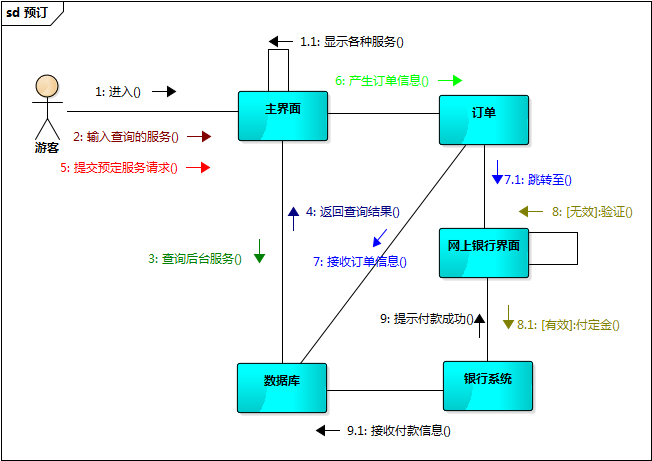 sd 预订
1.1: 显示各种服务()
6: 产生订单信息()
1: 进入()
主界面
订单
2: 输入查询的服务()
游客
5: 提交预定服务请求()
7.1: 跳转至()
4: 返回查询结果()
8: [无效]:验证()
网上银行界面
3: 查询后台服务()
7: 接收订单信息()
9: 提示付款成功()
8.1: [有效]:付定金()
数据库
银行系统
9.1: 接收付款信息()